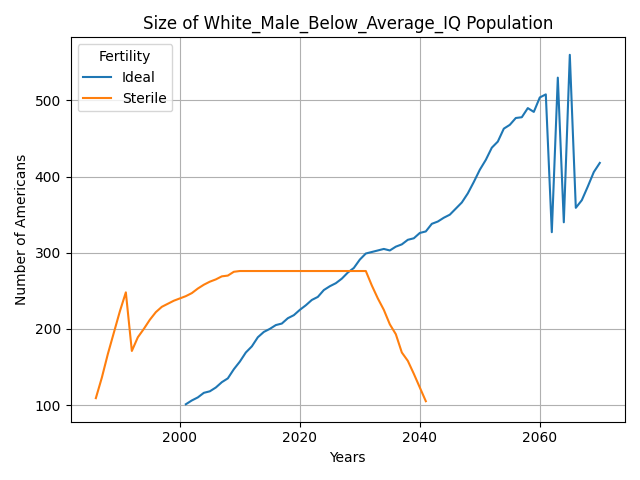 Size of White_Male_Below_Average_IQ Population
Fertility
Ideal
Sterile
Number of Americans
500
400
300
200
100
2000
2020
2040
2060
Years